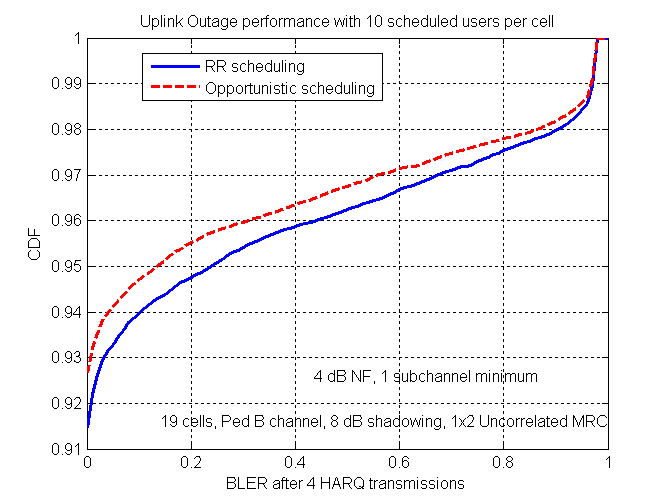 Uplink Outage performance with 10 scheduled users per cell
1
0.99
0.98
0.97
0.96
0.95
0.94
0.93
0.92
0.91
CDF
RR scheduling
Opportunistic scheduling
4 dB NF, 1 subchannel minimum
19 cells, Ped B channel, 8 dB shadowing, 1x2 Uncorrelated MRC
0 0.2 0.4 0.6 0.8 1
BLER after 4 HARQ transmissions